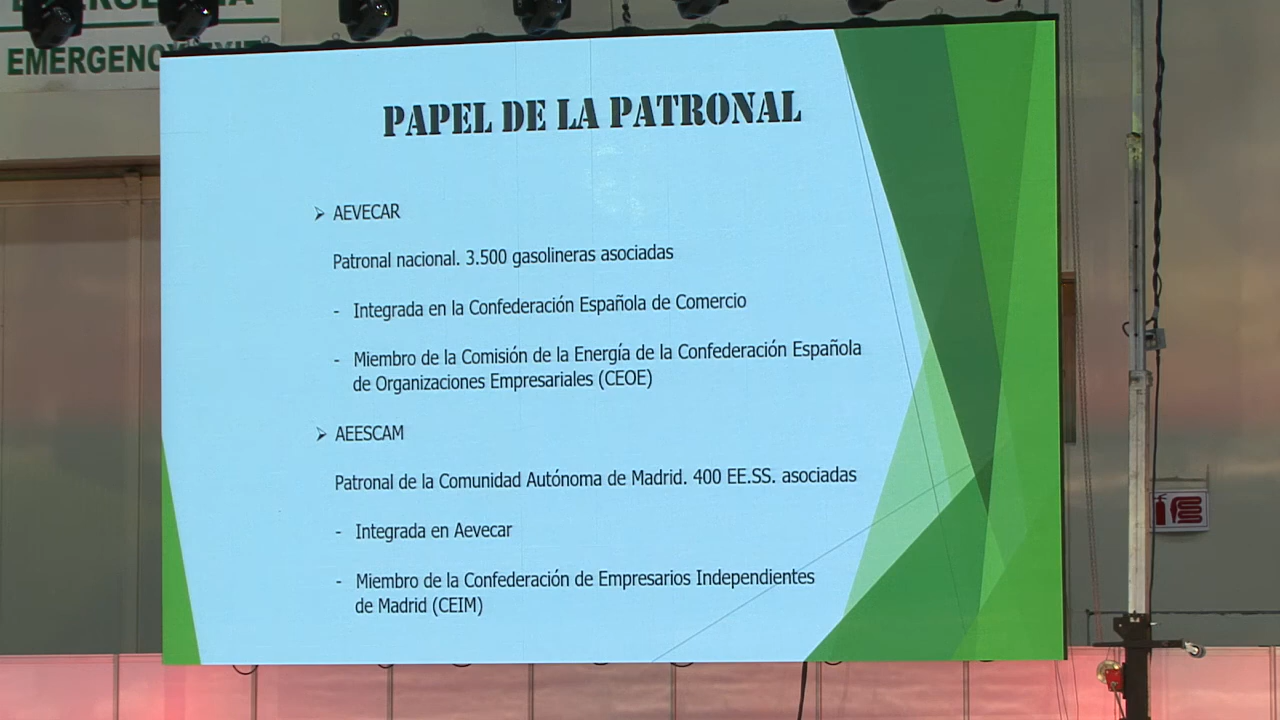 EMERGENC
PAPEL DE LA PATRONAL
➢ AEVECAR
Patronal nacional. 3.500 gasolineras asociadas
- Integrada en la Confederación Española de Comercio
- Miembro de la Comisión de la Energía de la Confederación Española
de Organizaciones Empresariales (CEOE)
➢ AEESCAM
Patronal de la Comunidad Autónoma de Madrid. 400 EE.SS. asociadas
- Integrada en Aevecar
- Miembro de la Confederación de Empresarios Independientes
de Madrid (CEIM)